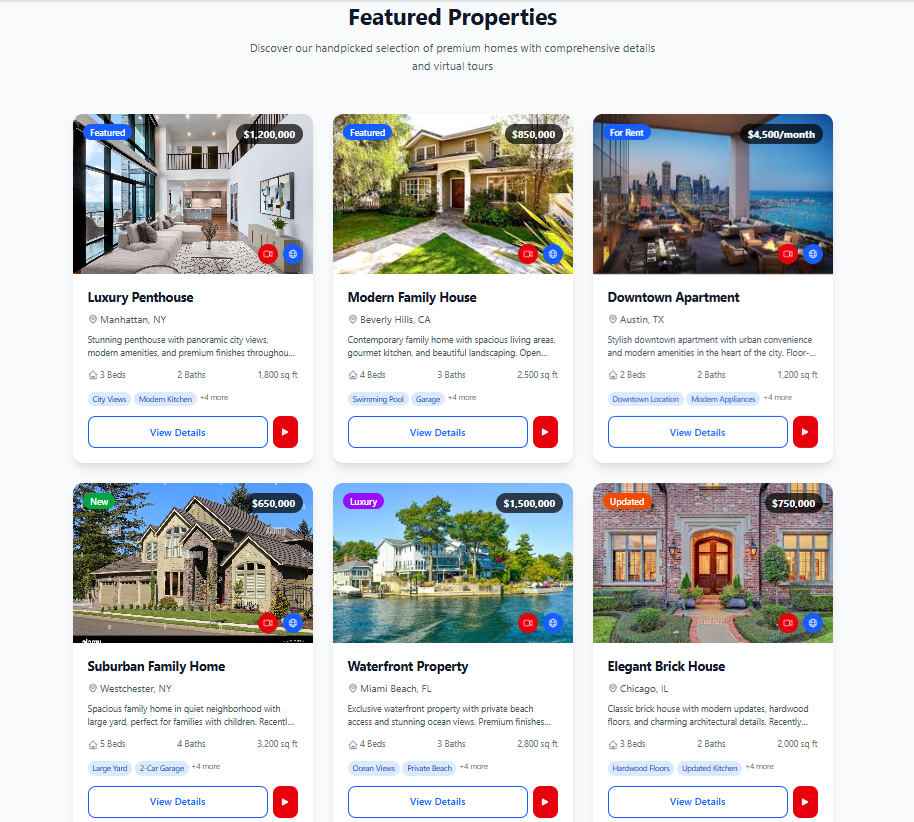 Featured Properties
Discover our handpicked selection of premium homes with comprehensive details
and virtual tours
Featured
$1,200,000
Luxury Penthouse
Manhattan, NY
Stunning penthouse with panoramic city views,
modern amenities, and premium finishes throughou...
3 Beds 2 Baths 1,800 sq ft
City Views Modern Kitchen +4 more
View Details
Featured
$850,000
Modern Family House
Beverly Hills, CA
Contemporary family home with spacious living areas,
gourmet kitchen, and beautiful landscaping. Open...
4 Beds 3 Baths 2,500 sq ft
Swimming Pool Garage +4 more
View Details
For Rent
$4,500/month
Downtown Apartment
Austin, TX
Stylish downtown apartment with urban convenience
and modern amenities in the heart of the city. Floor-...
2 Beds 2 Baths 1,200 sq ft
Downtown Location Modern Appliances +4 more
View Details
New
$650,000
Suburban Family Home
Westchester, NY
Spacious family home in quiet neighborhood with
large yard, perfect for families with children. Recentl...
5 Beds 4 Baths 3,200 sq ft
Large Yard 2-Car Garage +4 more
View Details
Luxury
$1,500,000
Waterfront Property
Miami Beach, FL
Exclusive waterfront property with private beach
access and stunning ocean views. Premium finishes...
4 Beds 3 Baths 2,800 sq ft
Ocean Views Private Beach +4 more
View Details
Updated
$750,000
Elegant Brick House
Chicago, IL
Classic brick house with modern updates, hardwood
floors, and charming architectural details. Recently...
3 Beds 2 Baths 2,000 sq ft
Hardwood Floors Updated Kitchen +4 more
View Details